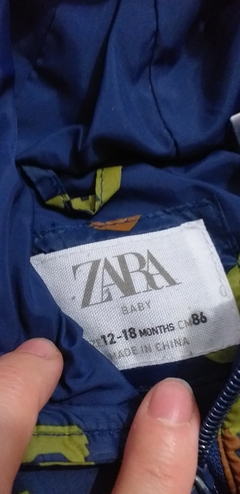 ZARA
BABY
12-18 MONTHS CM 86
MADE IN CHINA